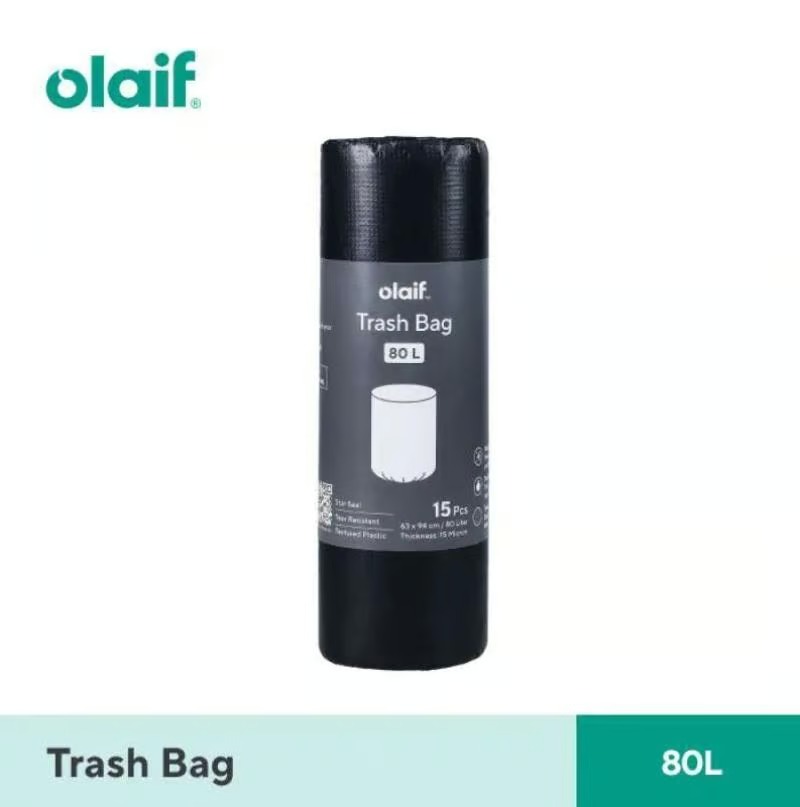 olaif®
olaif™
Trash Bag
80 L
Star Seal
Tear Resistant
Textured Plastic
15 Pcs
63 x 94 cm / 80 Liter
Thickness: 15 Micron
Trash Bag
80L